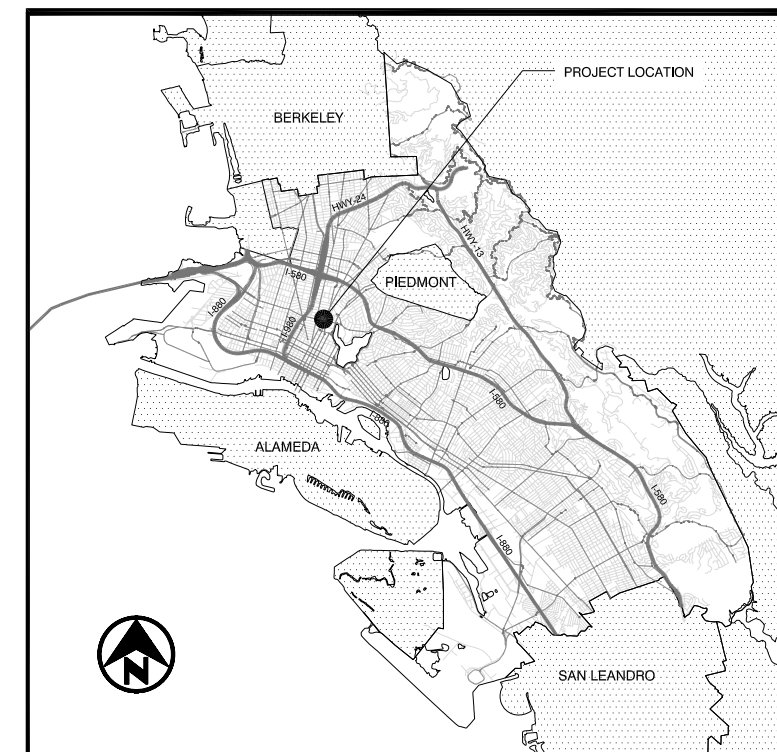 PROJECT LOCATION
BERKELEY
HWY-24
HWY-13
I-580
PIEDMONT
I-880
I-980
I-580
I-880
ALAMEDA
I-580
I-880
SAN LEANDRO
N